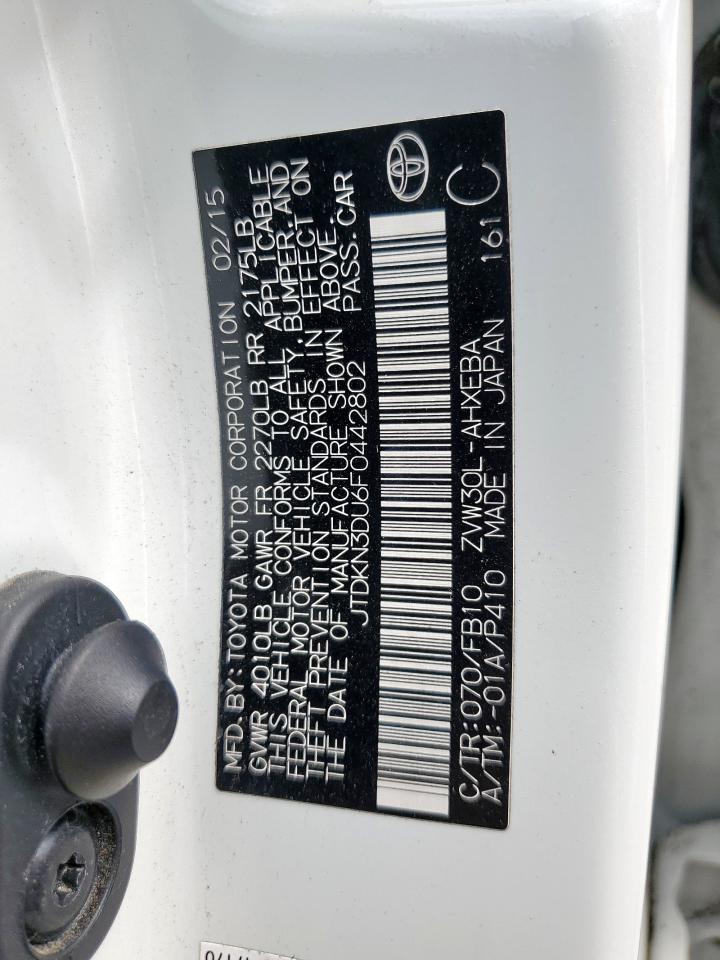 MFD. BY: TOYOTA MOTOR CORPORATION 02/15
GVWR 4010LB GAWR FR 2270LB RR 2175LB
THIS VEHICLE CONFORMS TO ALL APPLICABLE
FEDERAL MOTOR VEHICLE SAFETY, BUMPER, AND
THEFT PREVENTION STANDARDS IN EFFECT ON
THE DATE OF MANUFACTURE SHOWN ABOVE.
JTDKN3DU6F0442802 PASS. CAR
C/TR: 070/FB10 ZVW30L-AHXEBA C
A/TM: -01A/P410 MADE IN JAPAN 161